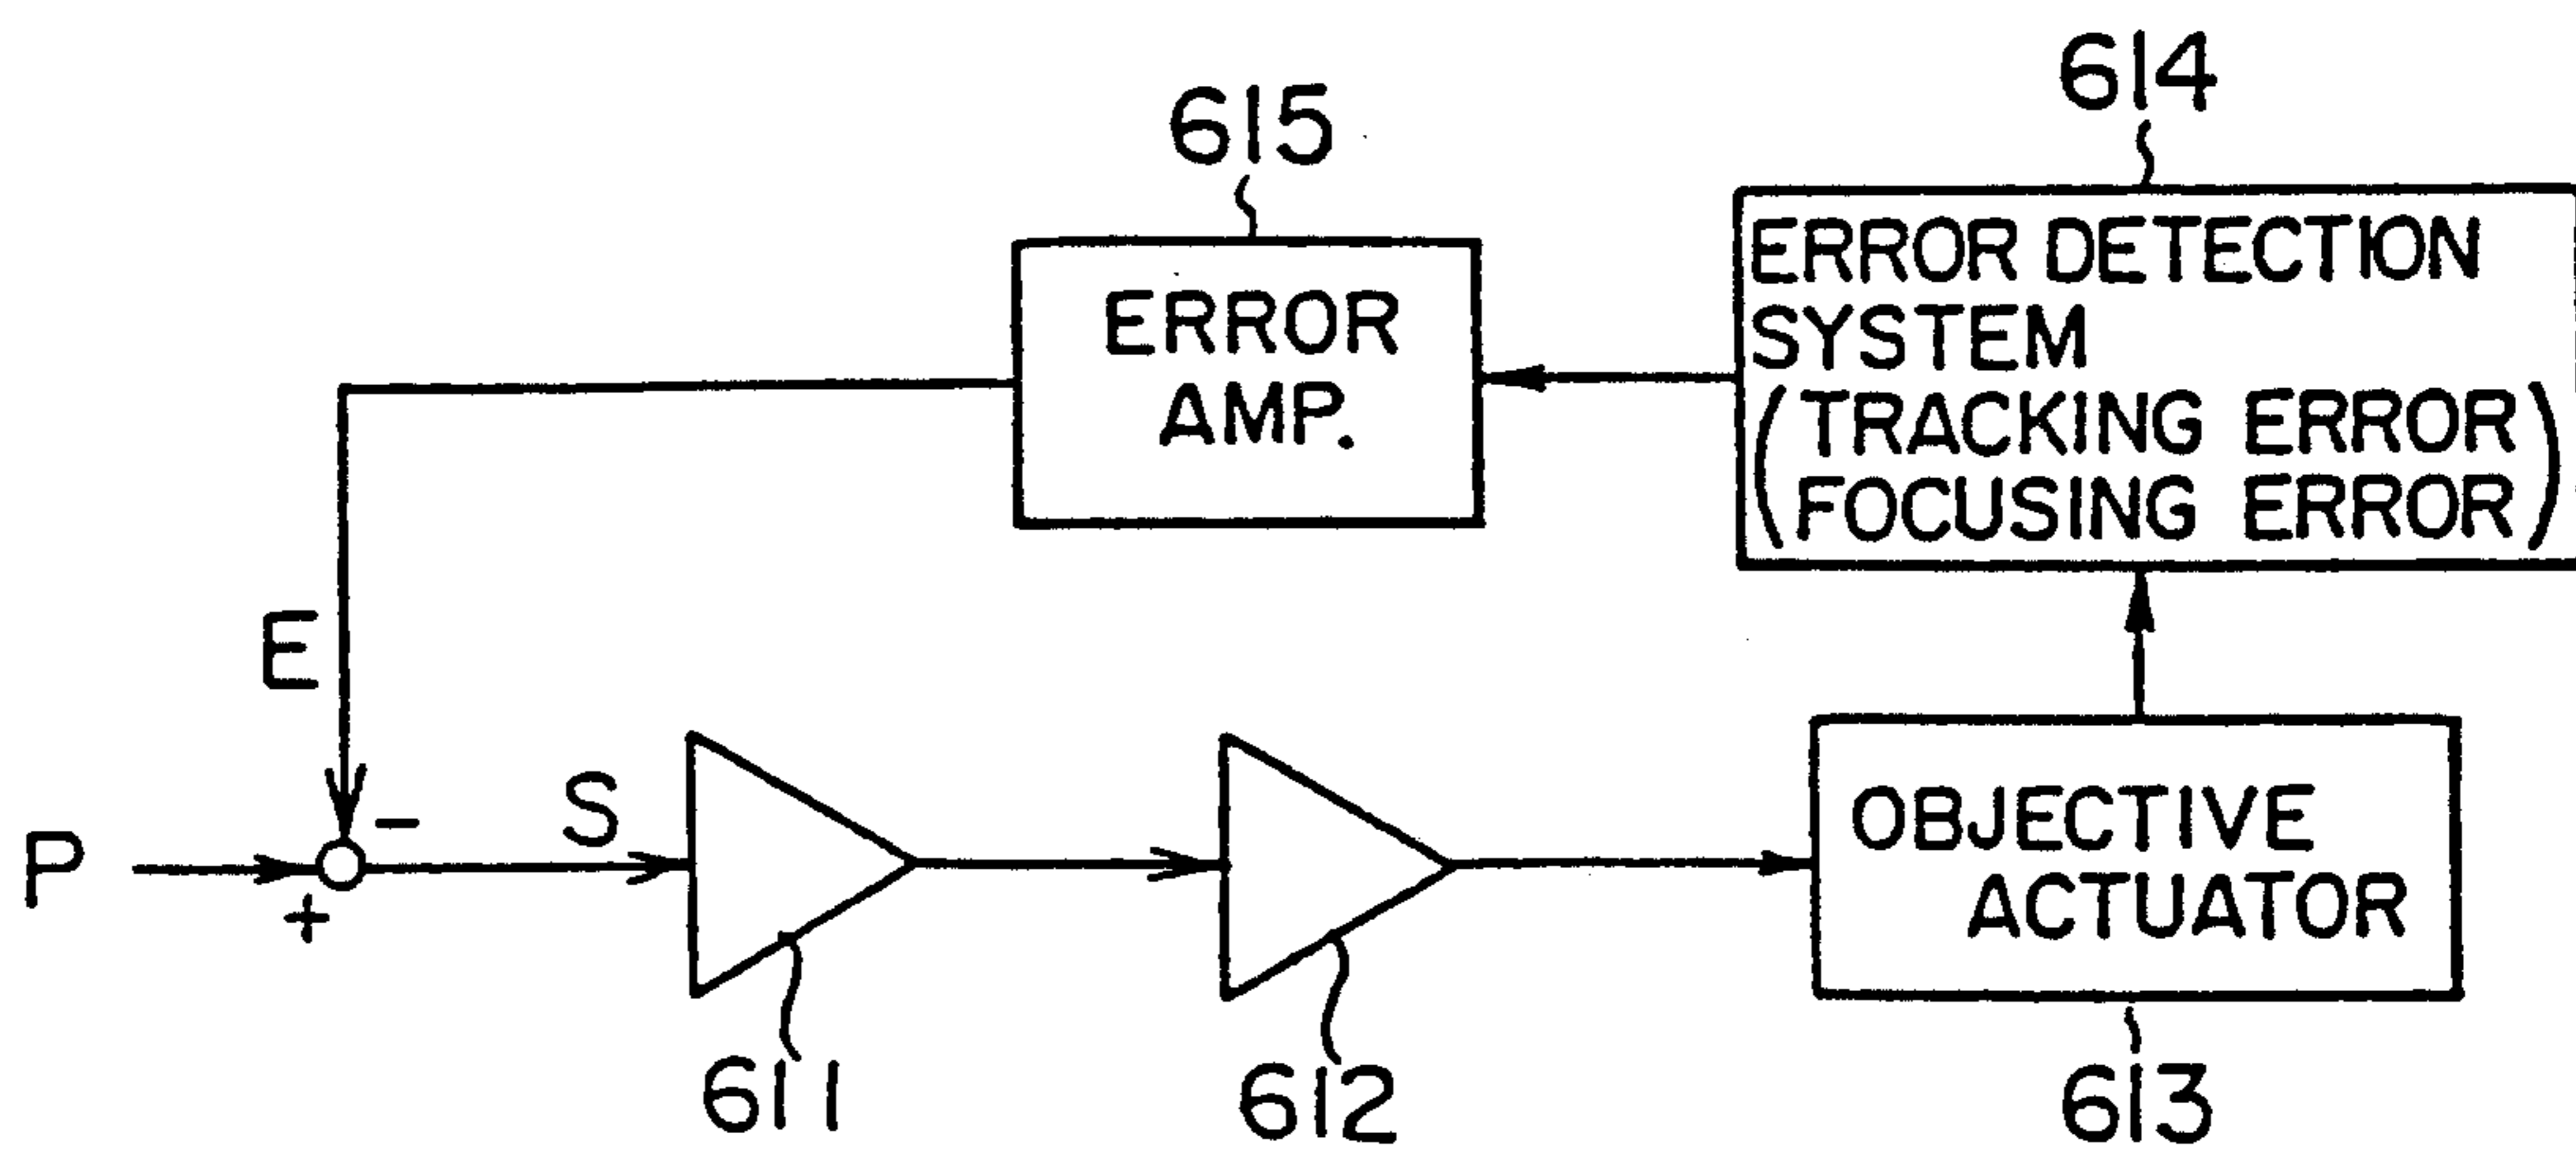 614
615
ERROR DETECTION
SYSTEM
(TRACKING ERROR
FOCUSING ERROR)
ERROR
AMP.
E
-
S
P
+
OBJECTIVE
ACTUATOR
611
612
613